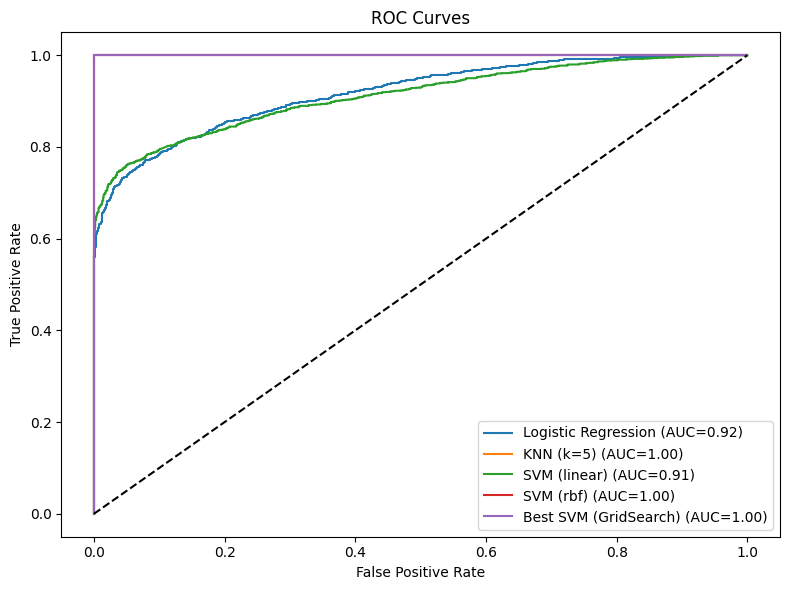 ROC Curves
True Positive Rate
1.0
0.8
0.6
0.4
0.2
0.0
Logistic Regression (AUC=0.92)
KNN (k=5) (AUC=1.00)
SVM (linear) (AUC=0.91)
SVM (rbf) (AUC=1.00)
Best SVM (GridSearch) (AUC=1.00)
0.0 0.2 0.4 0.6 0.8 1.0
False Positive Rate